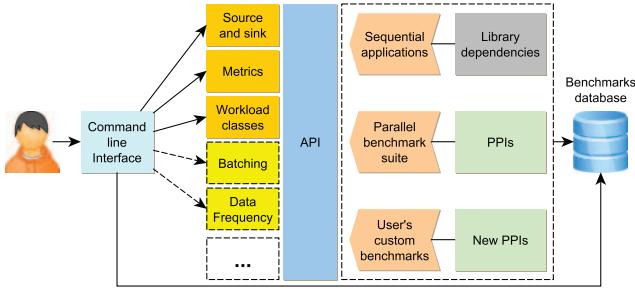 Source
and sink
Metrics
Workload
classes
Batching
Data
Frequency
...
Command
line
Interface
API
Sequential
applications
Library
dependencies
Parallel
benchmark
suite
PPIs
User's
custom
benchmarks
New PPIs
Benchmarks
database